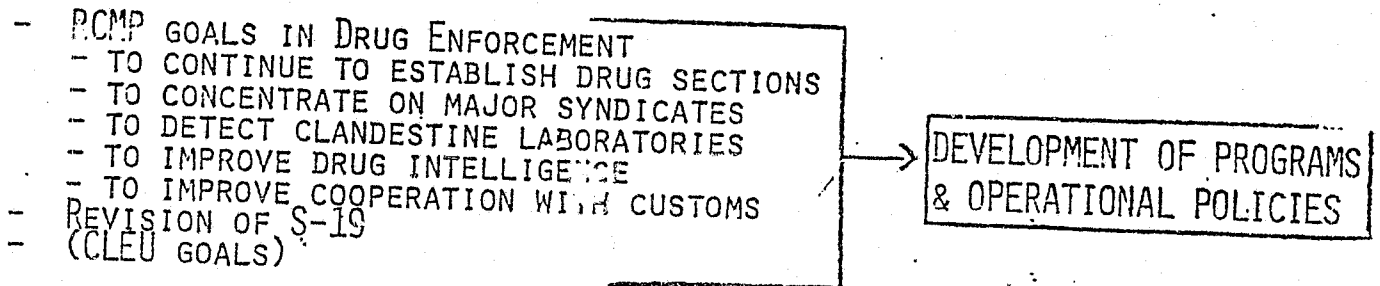 - RCMP GOALS IN DRUG ENFORCEMENT
- TO CONTINUE TO ESTABLISH DRUG SECTIONS
- TO CONCENTRATE ON MAJOR SYNDICATES
- TO DETECT CLANDESTINE LABORATORIES
- TO IMPROVE DRUG INTELLIGENCE
- TO IMPROVE COOPERATION WITH CUSTOMS
- REVISION OF S-19
- (CLEU GOALS)
DEVELOPMENT OF PROGRAMS
& OPERATIONAL POLICIES